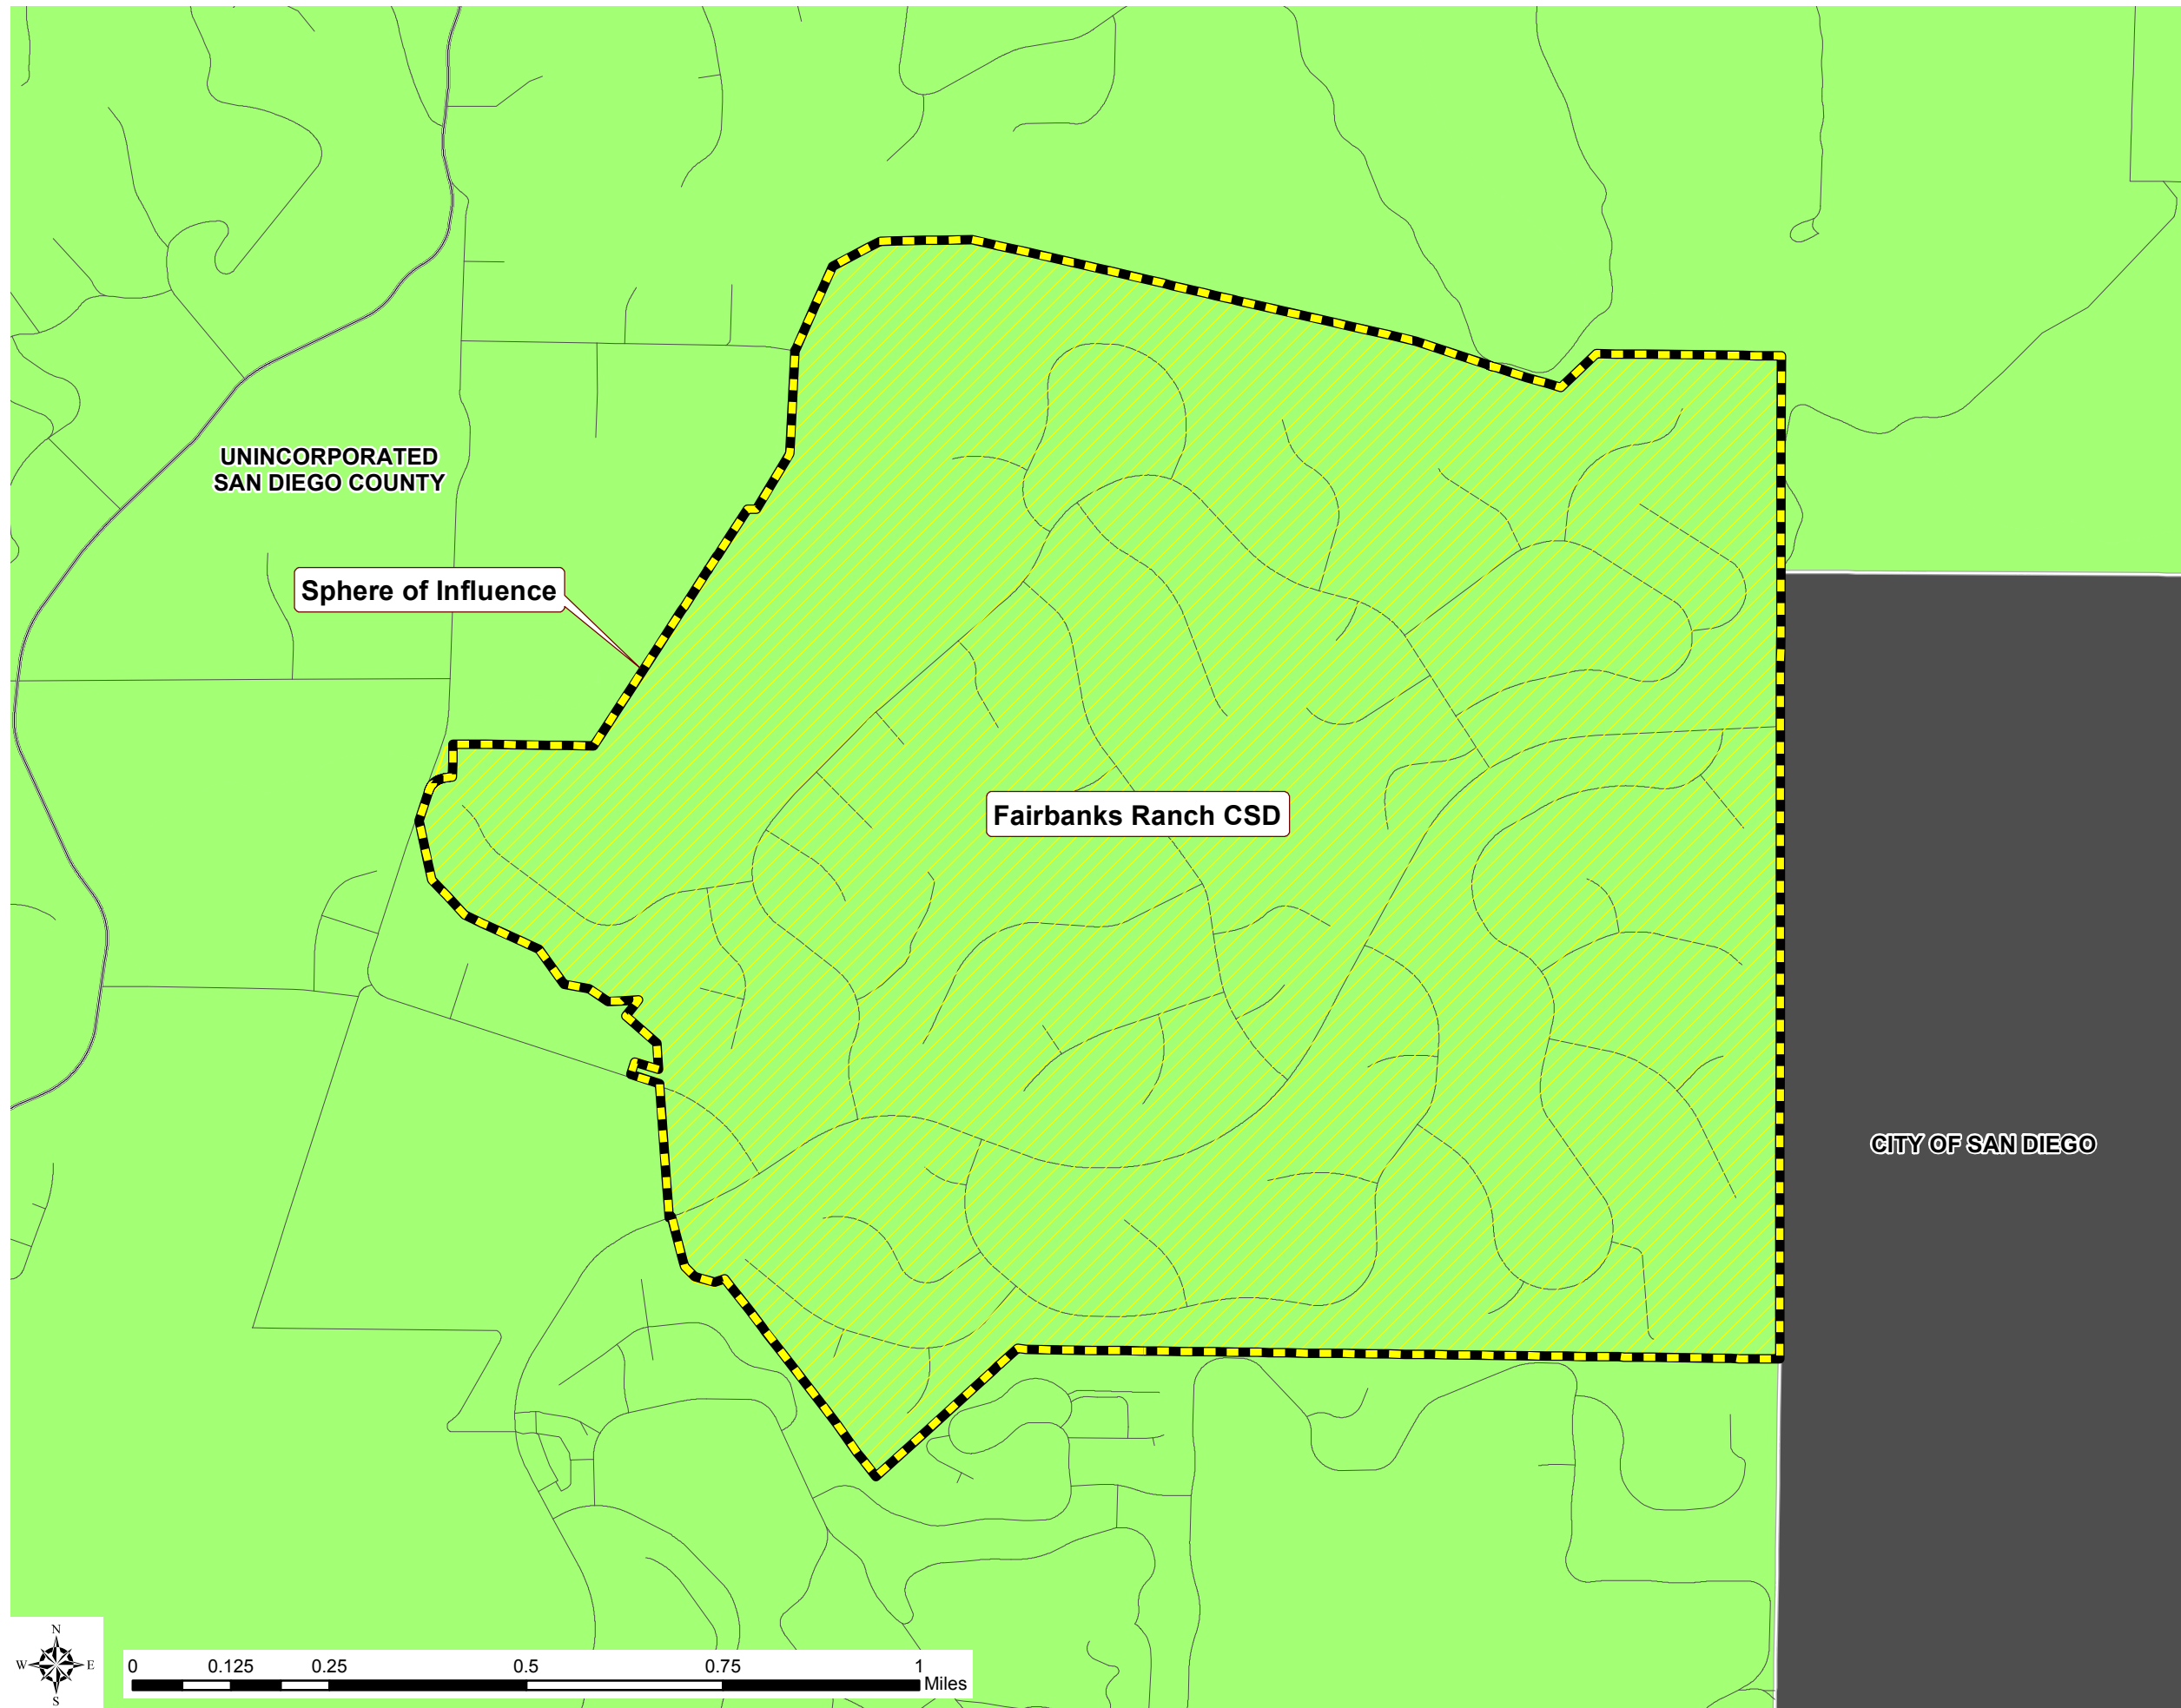 UNINCORPORATED
SAN DIEGO COUNTY
Sphere of Influence
Fairbanks Ranch CSD
CITY OF SAN DIEGO
N
W E
S
0 0.125 0.25 0.5 0.75 1
Miles